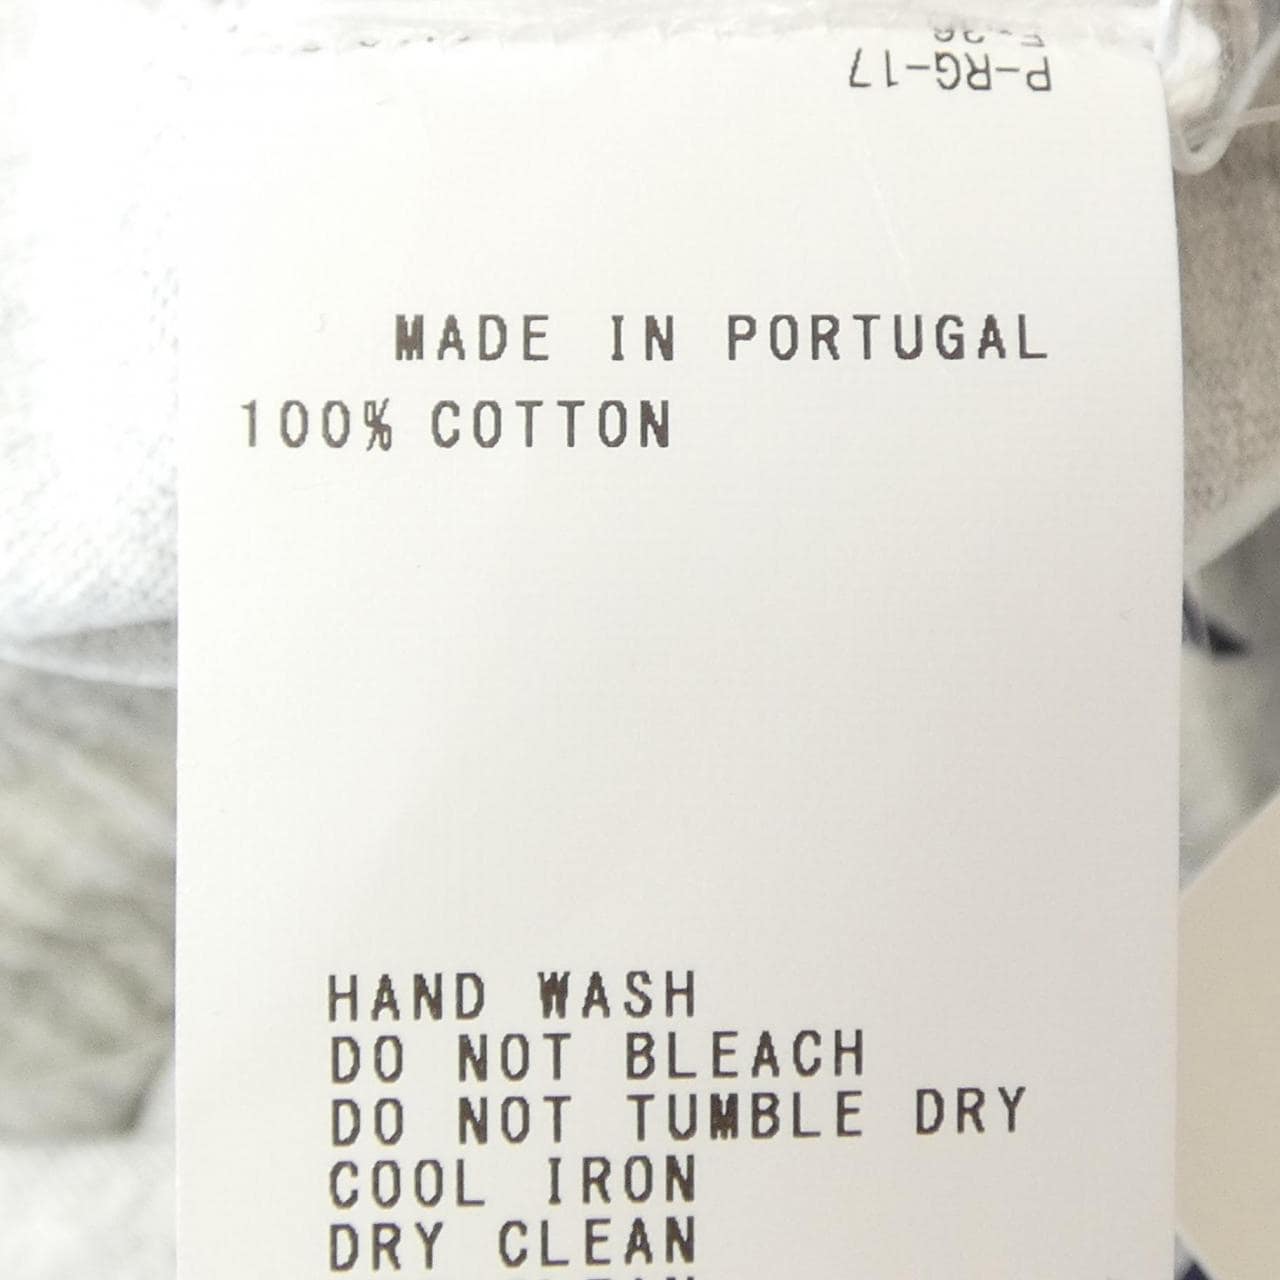 P-RG-17
MADE IN PORTUGAL
100% COTTON
HAND WASH
DO NOT BLEACH
DO NOT TUMBLE DRY
COOL IRON
DRY CLEAN